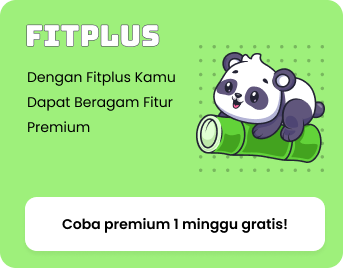 FITPLUS
Dengan Fitplus Kamu
Dapat Beragam Fitur
Premium
Coba premium 1 minggu gratis!